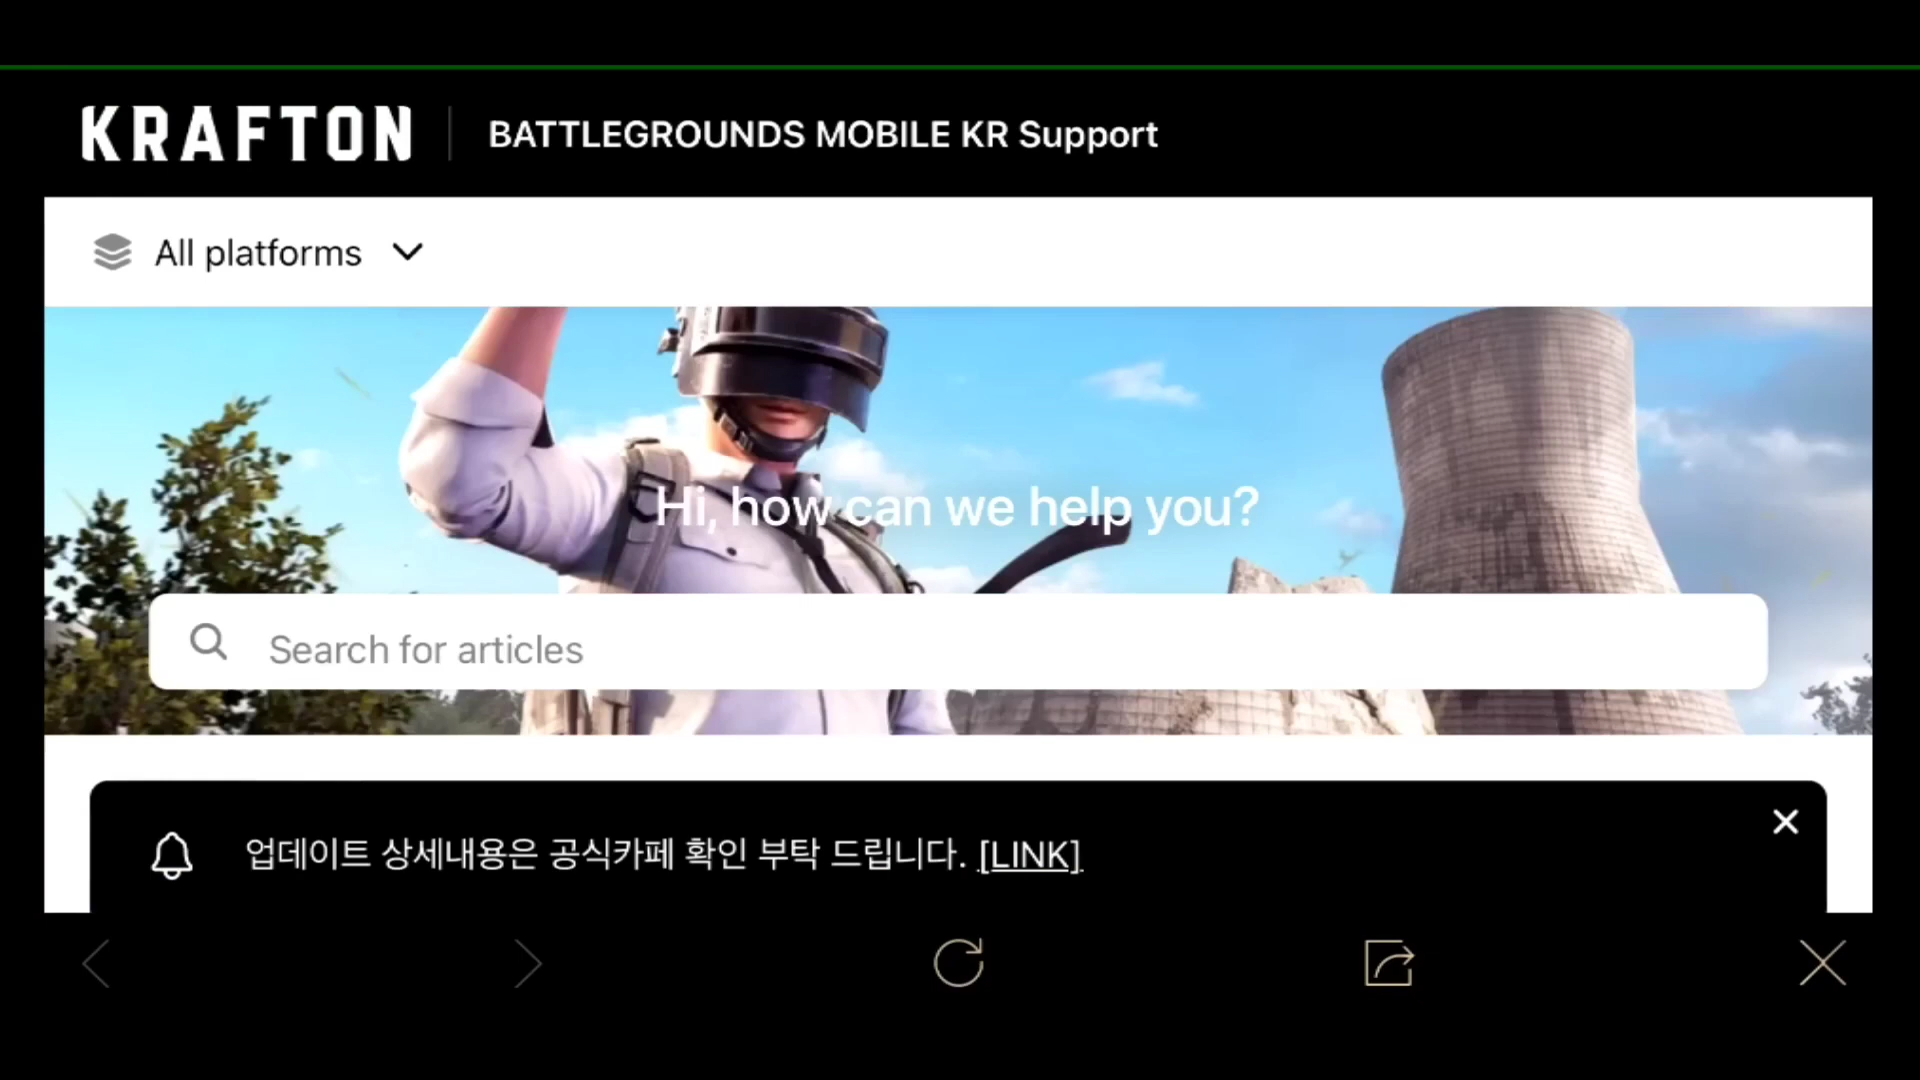 KRAFTON
BATTLEGROUNDS MOBILE KR Support
All platforms
Hi, how can we help you?
Search for articles
업데이트 상세내용은 공식카페 확인 부탁 드립니다. [LINK]